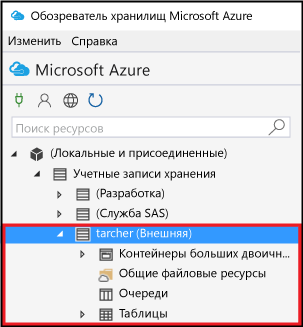 Обозреватель хранилищ Microsoft Azure
Изменить Справка
Microsoft Azure
Поиск ресурсов
(Локальные и присоединенные)
Учетные записи хранения
(Разработка)
(Служба SAS)
tarcher (Внешняя)
Контейнеры больших двоичн...
Общие файловые ресурсы
Очереди
Таблицы